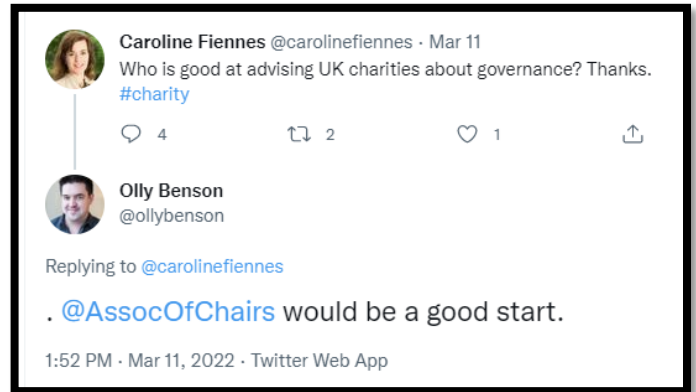 Caroline Fiennes @carolinefiennes · Mar 11
Who is good at advising UK charities about governance? Thanks.
#charity
4 2 1
Olly Benson
@ollybenson
Replying to @carolinefiennes
. @AssocOfChairs would be a good start.
1:52 PM · Mar 11, 2022 · Twitter Web App